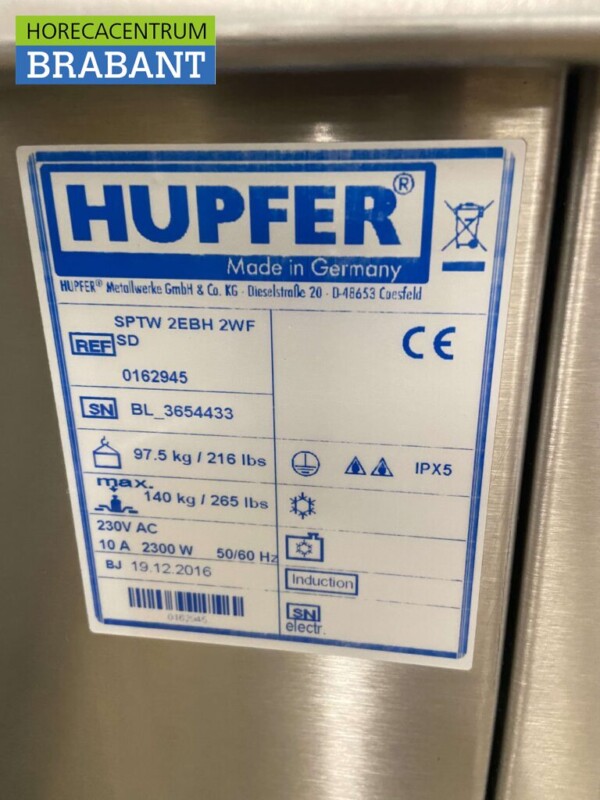 HORECACENTRUM
BRABANT
HUPFER®
Made in Germany
HUPFER® Metallwerke GmbH & Co. KG · Dieselstraße 20 · D-48653 Coesfeld
REF SPTW 2EBH 2WF
SD
0162945
CE
SN BL_3654433
97.5 kg / 216 lbs
IPX5
max.
140 kg / 265 lbs
230V AC
10 A 2300 W 50/60 Hz
BJ 19.12.2016
Induction
SN
electr.
0162945